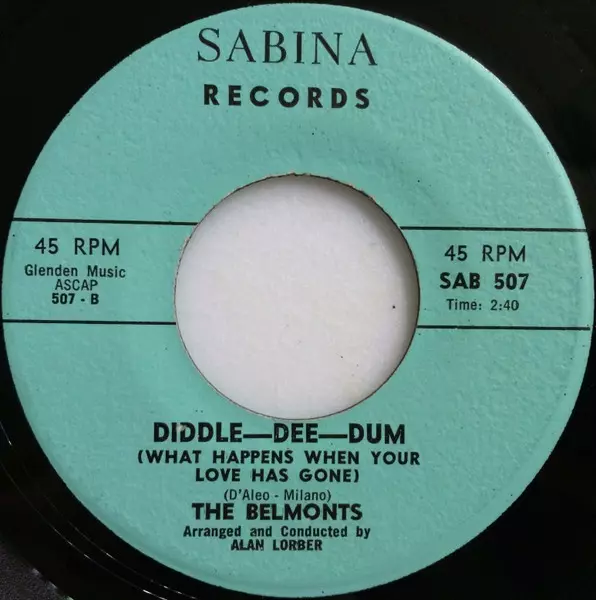 SABINA
RECORDS
45 RPM
Glenden Music
ASCAP
507 - B
45 RPM
SAB 507
Time: 2:40
DIDDLE—DEE—DUM
(WHAT HAPPENS WHEN YOUR
LOVE HAS GONE)
(D'Aleo - Milano)
THE BELMONTS
Arranged and Conducted by
ALAN LORBER